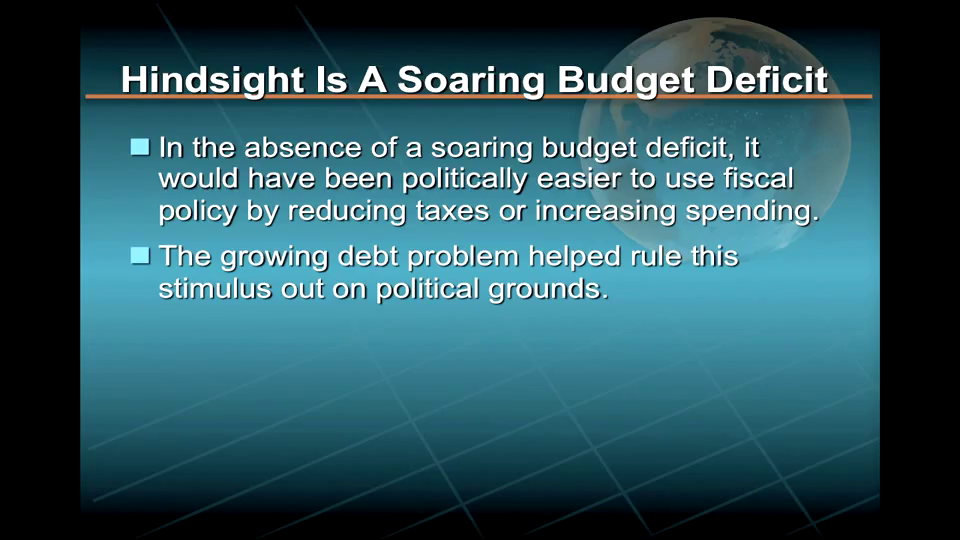 Hindsight Is A Soaring Budget Deficit
In the absence of a soaring budget deficit, it
would have been politically easier to use fiscal
policy by reducing taxes or increasing spending.
The growing debt problem helped rule this
stimulus out on political grounds.